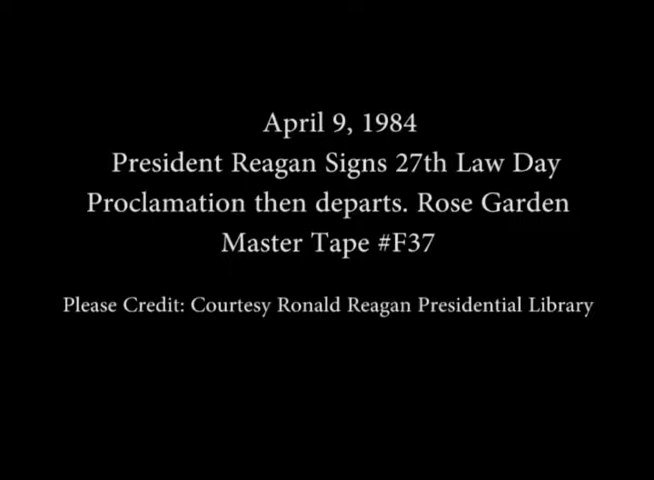 April 9, 1984
President Reagan Signs 27th Law Day
Proclamation then departs. Rose Garden
Master Tape #F37
Please Credit: Courtesy Ronald Reagan Presidential Library